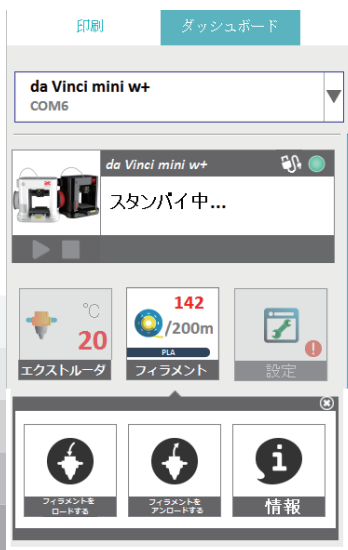 印刷
ダッシュボード
da Vinci mini w+
COM6
da Vinci mini w+
スタンバイ中...
℃
20
エクストルーダ
142
/200m
PLA
フィラメント
設定
フィラメントを
ロードする
フィラメントを
アンロードする
情報